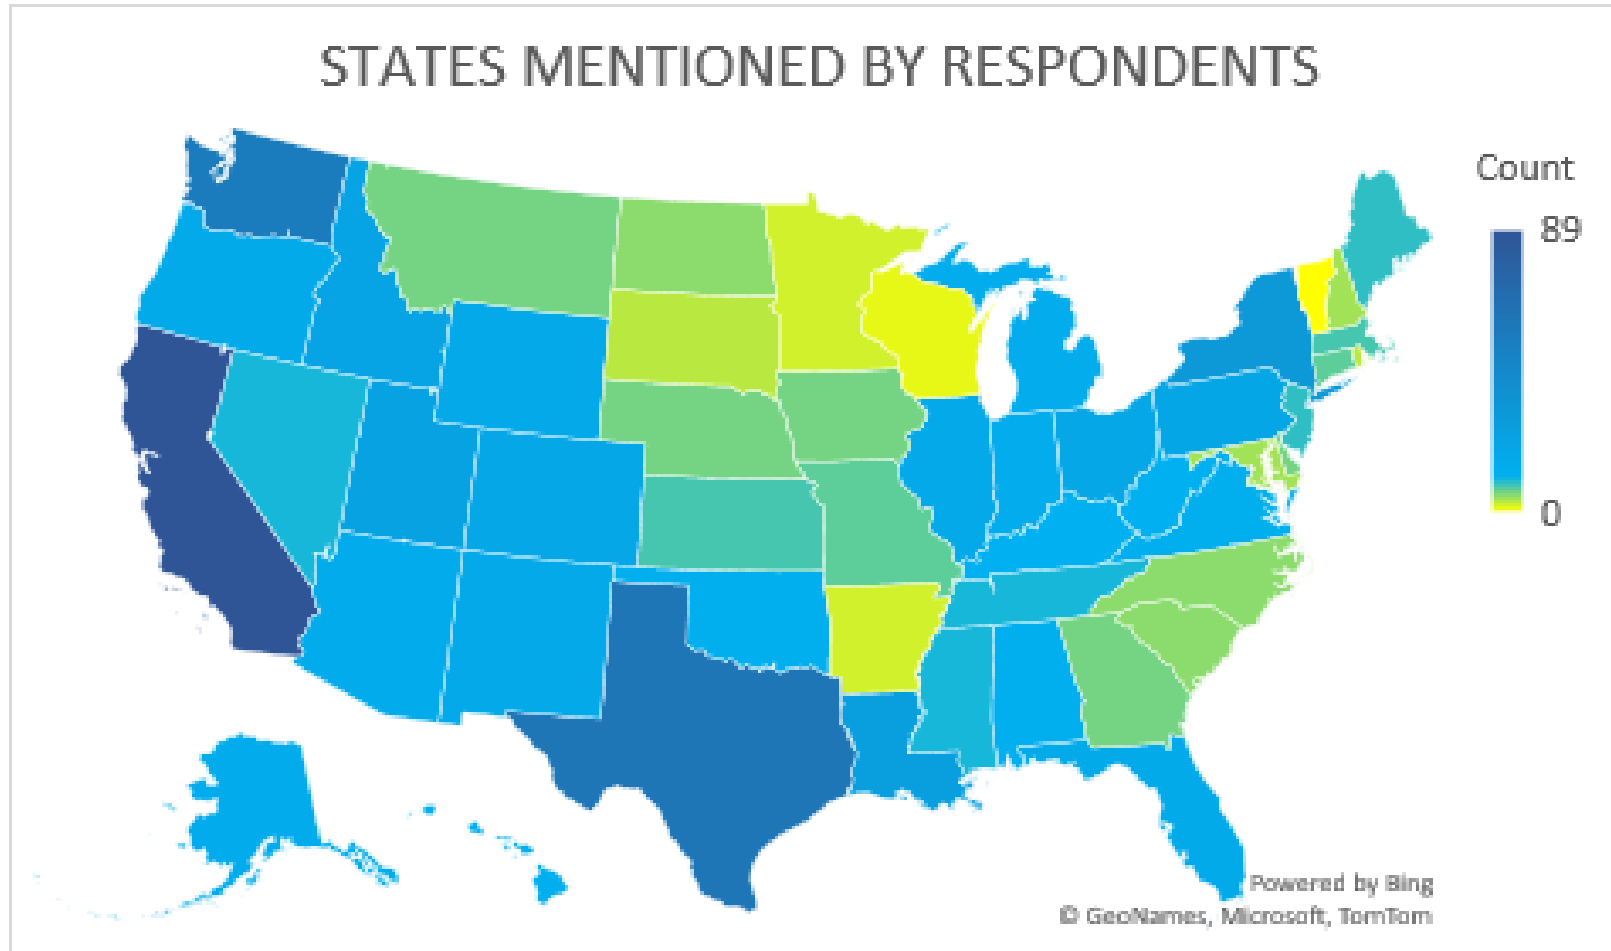 STATES MENTIONED BY RESPONDENTS
Count
89
0
Powered by Bing
© GeoNames, Microsoft, TomTom